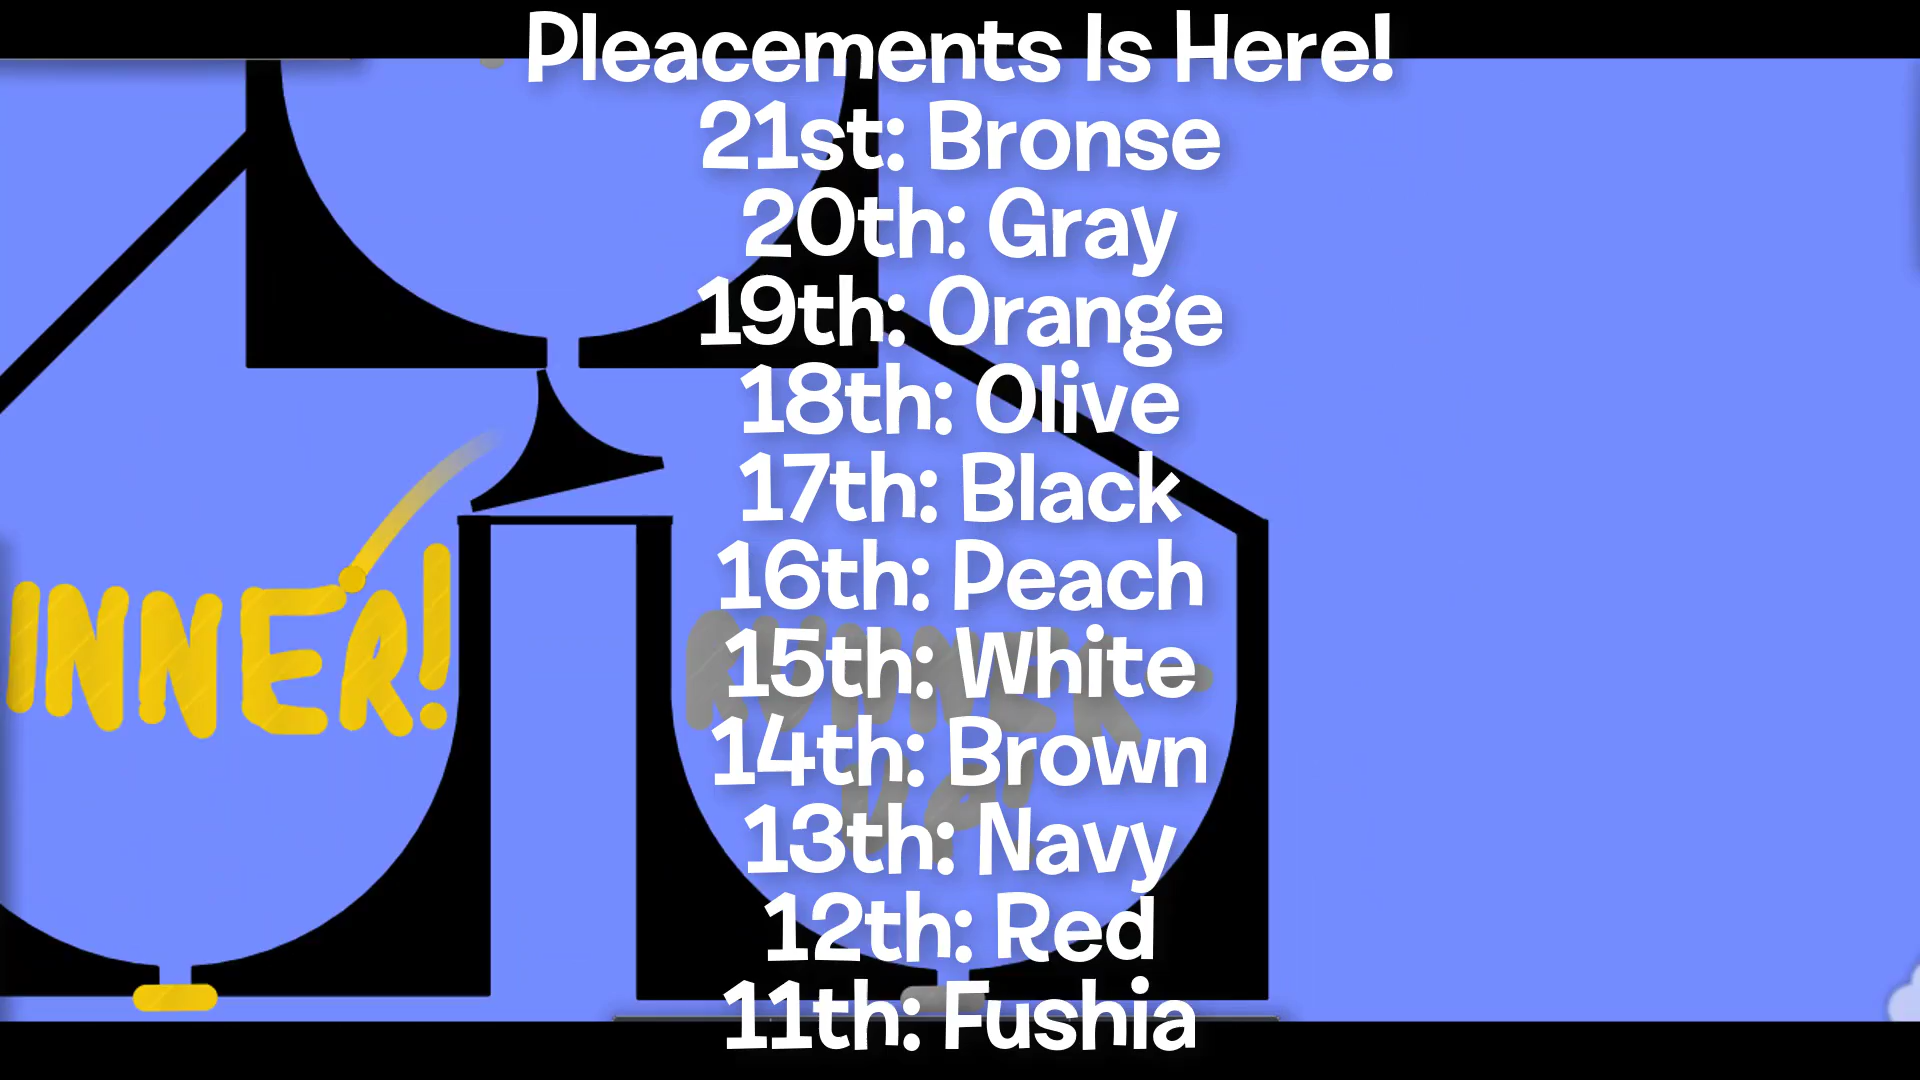 Pleacements Is Here!
21st: Bronse
20th: Gray
19th: Orange
18th: Olive
17th: Black
16th: Peach
15th: White
14th: Brown
13th: Navy
12th: Red
11th: Fushia
INNER!
RUNNER-